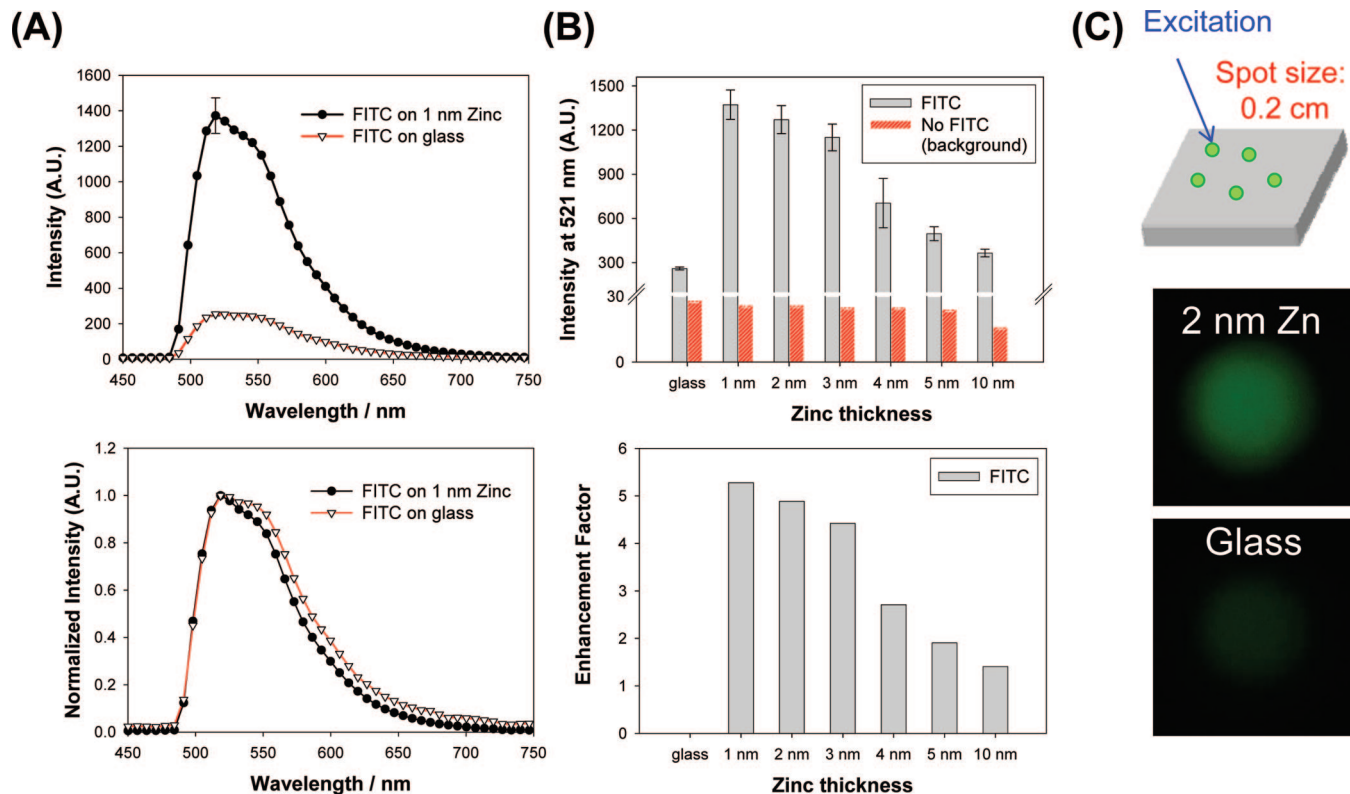 (A)
1600
1400
1200
1000
800
600
400
200
0
Intensity (A.U.)
FITC on 1 nm Zinc
FITC on glass
450 500 550 600 650 700 750
Wavelength / nm
1.2
1.0
0.8
0.6
0.4
0.2
0.0
Normalized Intensity (A.U.)
FITC on 1 nm Zinc
FITC on glass
450 500 550 600 650 700 750
Wavelength / nm
(B)
1500
1200
900
600
300
30
0
Intensity at 521 nm (A.U.)
FITC
No FITC
(background)
glass 1 nm 2 nm 3 nm 4 nm 5 nm 10 nm
Zinc thickness
6
5
4
3
2
1
0
Enhancement Factor
FITC
glass 1 nm 2 nm 3 nm 4 nm 5 nm 10 nm
Zinc thickness
(C)
Excitation
Spot size:
0.2 cm
2 nm Zn
Glass